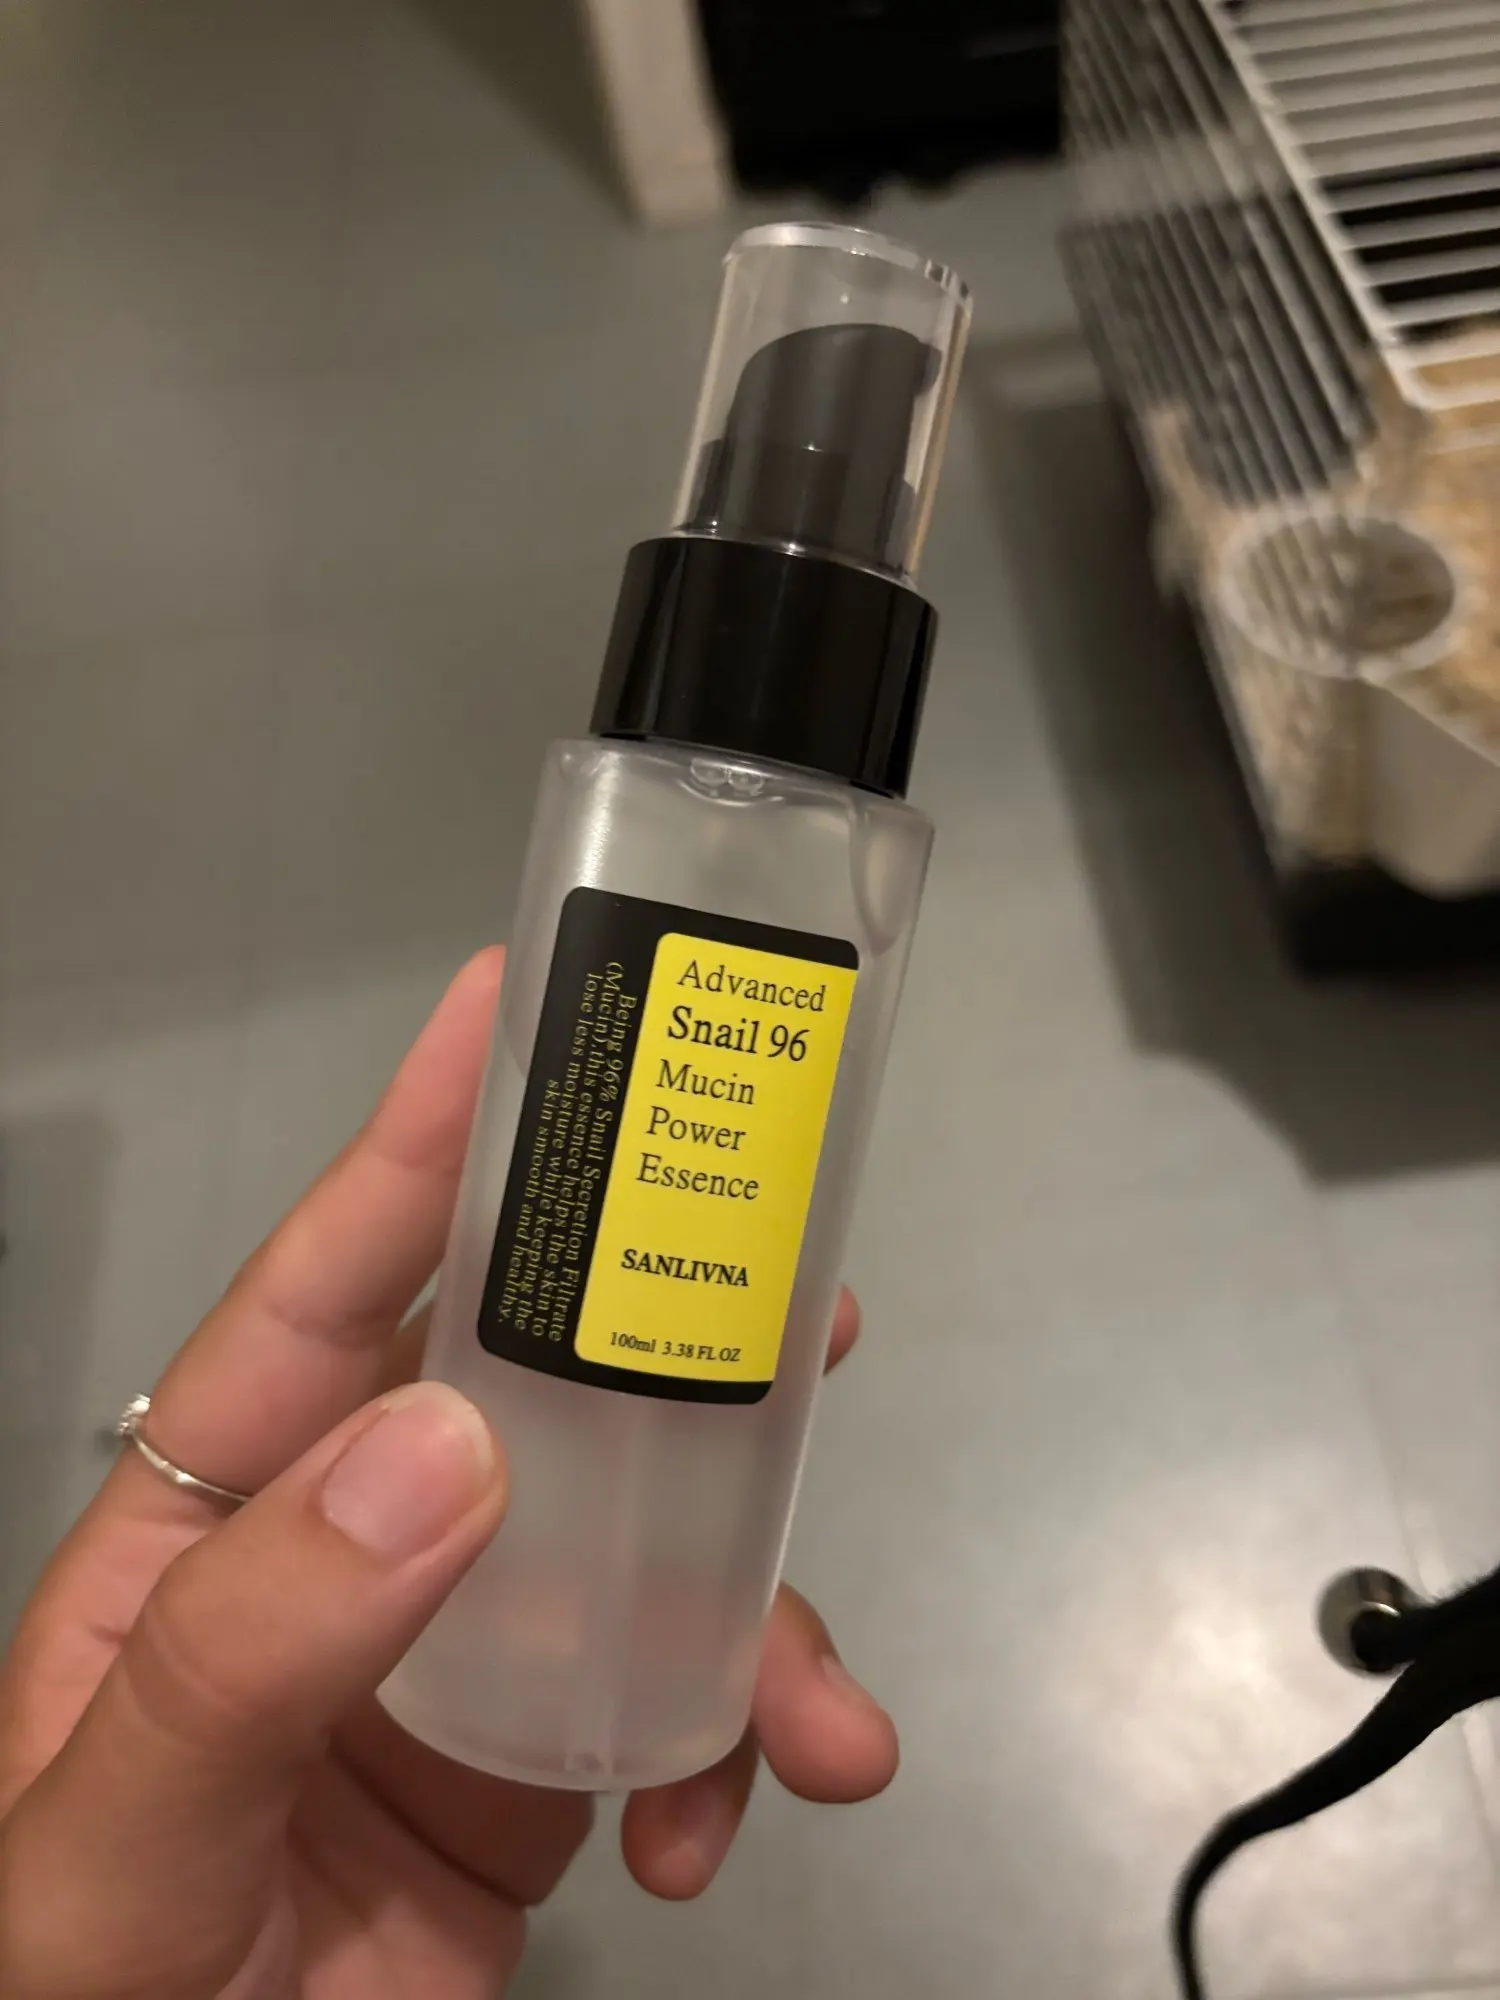 Advanced
Snail 96
Mucin
Power
Essence
SANLIVNA
100ml 3.38 FL OZ
Being 96% Snail Secretion Filtrate
(Mucin), this essence helps the skin to
lose less moisture while keeping the
skin smooth and healthy.